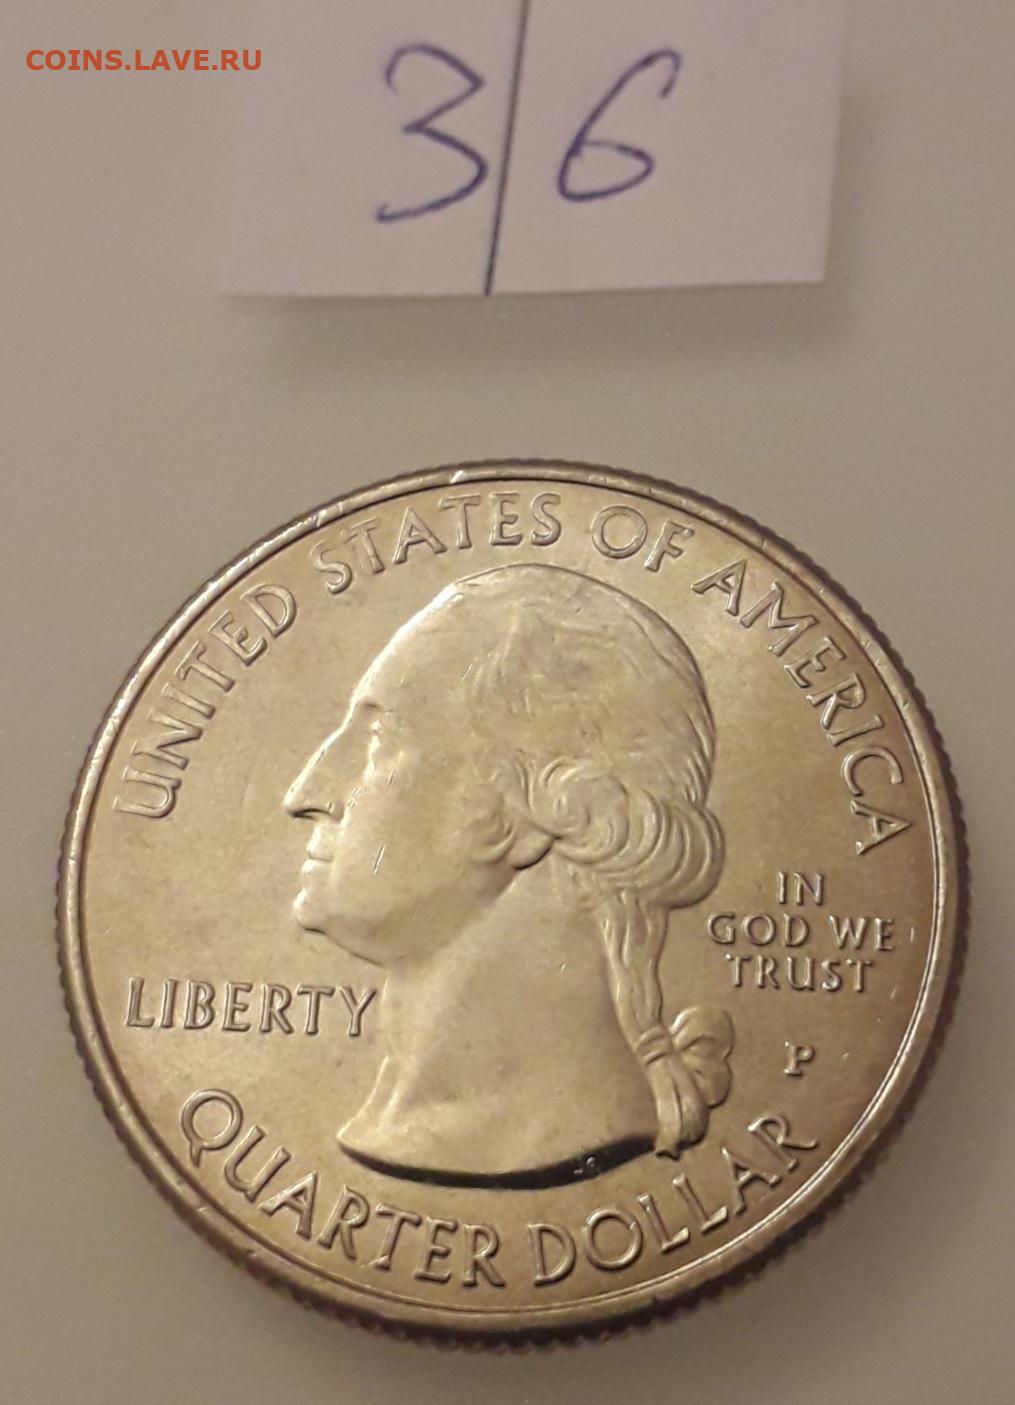 COINS.LAVE.RU
3/6
UNITED STATES OF AMERICA
IN
GOD WE
TRUST
LIBERTY
P
QUARTER DOLLAR